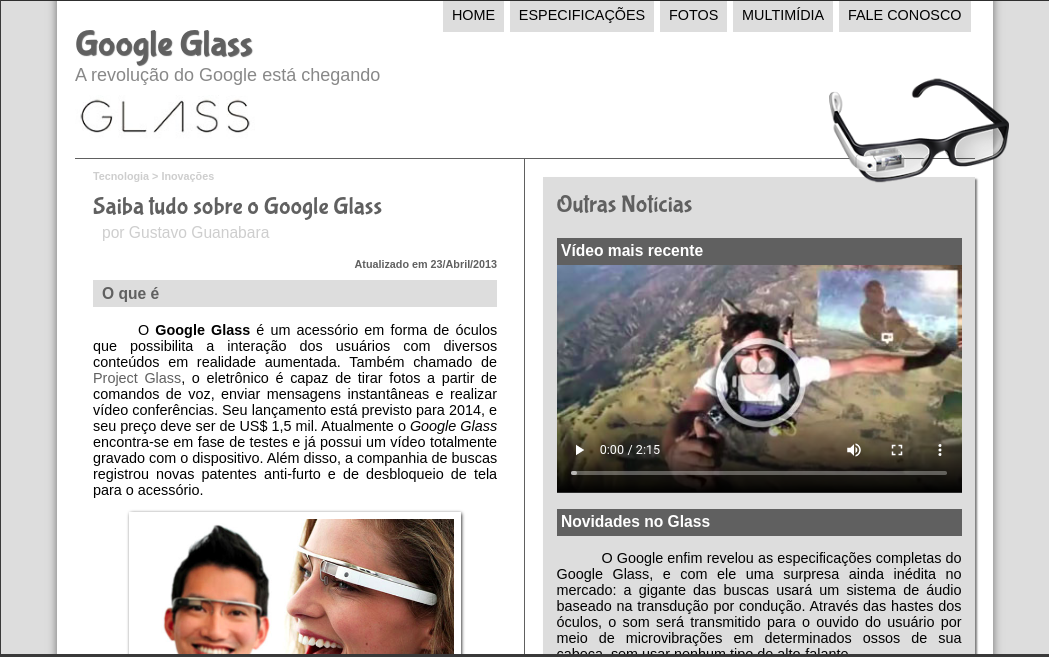 HOME ESPECIFICAÇÕES FOTOS MULTIMÍDIA FALE CONOSCO
Google Glass
A revolução do Google está chegando
GLASS
Tecnologia > Inovações
Saiba tudo sobre o Google Glass
por Gustavo Guanabara
Atualizado em 23/Abril/2013
O que é
O Google Glass é um acessório em forma de óculos
que possibilita a interação dos usuários com diversos
conteúdos em realidade aumentada. Também chamado de
Project Glass, o eletrônico é capaz de tirar fotos a partir de
comandos de voz, enviar mensagens instantâneas e realizar
vídeo conferências. Seu lançamento está previsto para 2014, e
seu preço deve ser de US$ 1,5 mil. Atualmente o Google Glass
encontra-se em fase de testes e já possui um vídeo totalmente
gravado com o dispositivo. Além disso, a companhia de buscas
registrou novas patentes anti-furto e de desbloqueio de tela
para o acessório.
Outras Notícias
Vídeo mais recente
0:00 / 2:15
Novidades no Glass
O Google enfim revelou as especificações completas do
Google Glass, e com ele uma surpresa ainda inédita no
mercado: a gigante das buscas usará um sistema de áudio
baseado na transdução por condução. Através das hastes dos
óculos, o som será transmitido para o ouvido do usuário por
meio de microvibrações em determinados ossos de sua
cabeça, sem usar nenhum tipo de alto-falante.